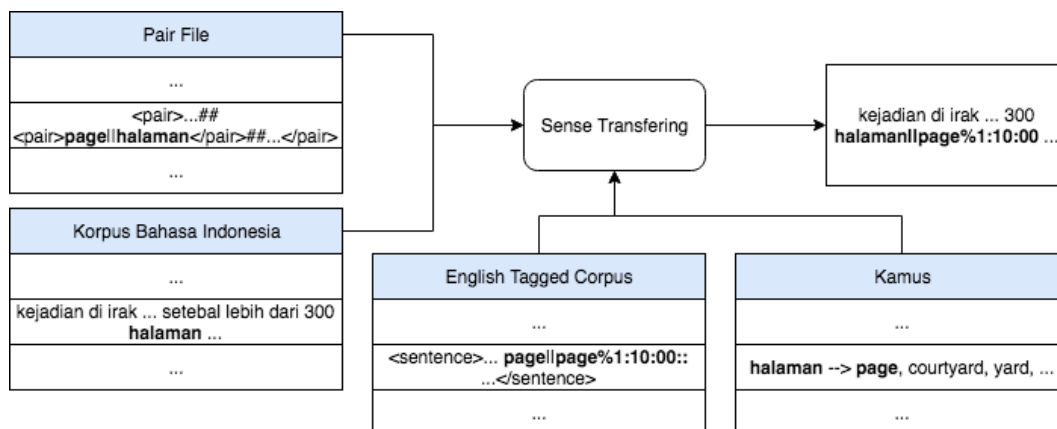 Pair File
...
<pair>...##
<pair>page||halaman</pair>##...</pair>
...
Korpus Bahasa Indonesia
...
kejadian di irak ... setebal lebih dari 300
halaman ...
...
Sense Transfering
kejadian di irak ... 300
halaman||page%1:10:00 ...
English Tagged Corpus
...
<sentence>... page||page%1:10:00::
...</sentence>
...
Kamus
...
halaman --> page, courtyard, yard, ...
...